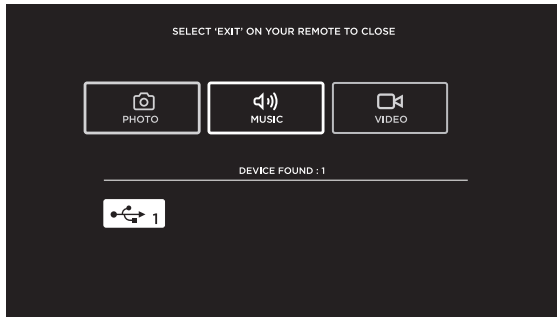 SELECT 'EXIT' ON YOUR REMOTE TO CLOSE
PHOTO
MUSIC
VIDEO
DEVICE FOUND : 1
1